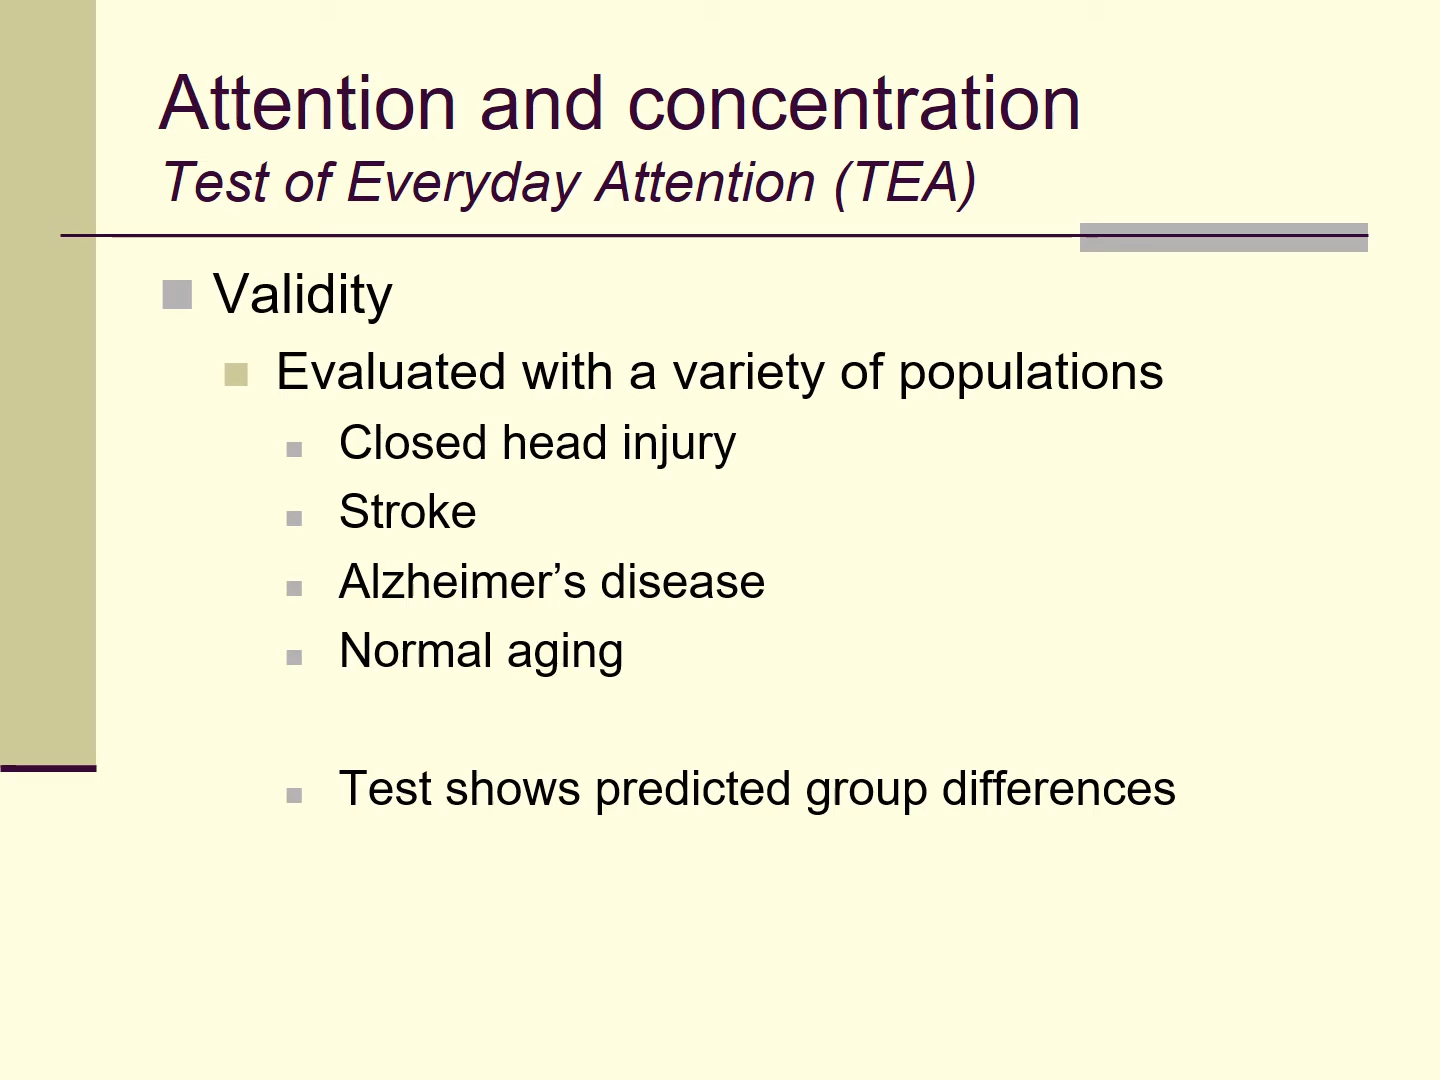 Attention and concentration
Test of Everyday Attention (TEA)
Validity
Evaluated with a variety of populations
Closed head injury
Stroke
Alzheimer’s disease
Normal aging
Test shows predicted group differences